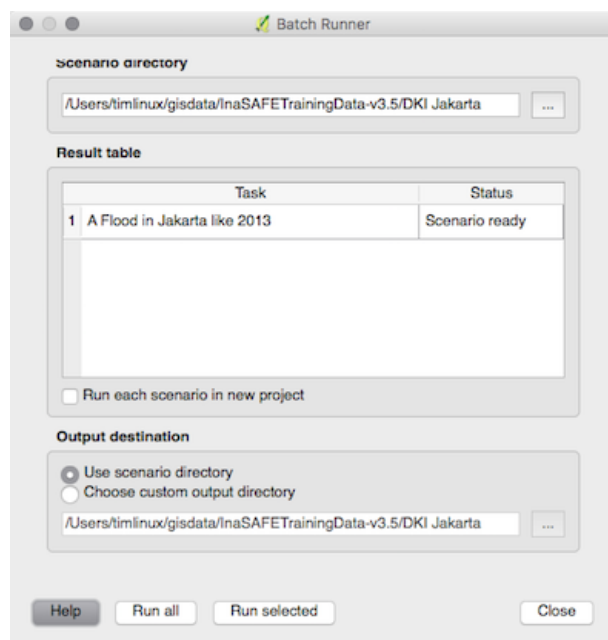 Batch Runner
Scenario directory
/Users/timlinux/gisdata/InaSAFETrainingData-v3.5/DKI Jakarta
...
Result table
Task Status
1 A Flood in Jakarta like 2013 Scenario ready
Run each scenario in new project
Output destination
Use scenario directory
Choose custom output directory
/Users/timlinux/gisdata/InaSAFETrainingData-v3.5/DKI Jakarta
...
Help Run all Run selected Close